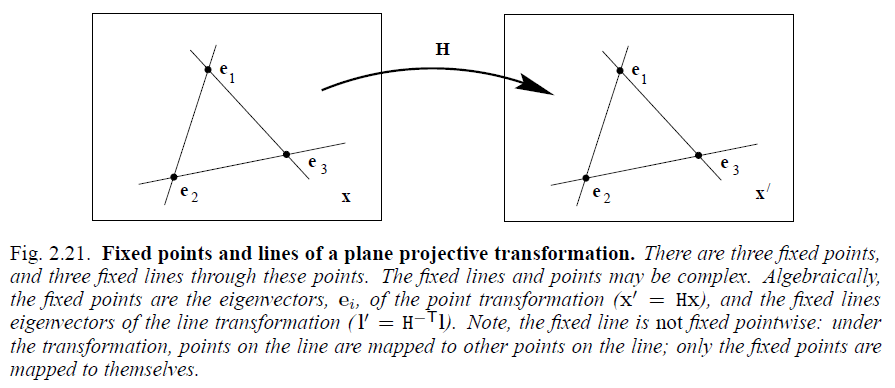 H
e1
e1
e3
e3
e2
e2
x
x/
Fig. 2.21. Fixed points and lines of a plane projective transformation. There are three fixed points,
and three fixed lines through these points. The fixed lines and points may be complex. Algebraically,
the fixed points are the eigenvectors, ei, of the point transformation (x′ = Hx), and the fixed lines
eigenvectors of the line transformation (l′ = H−Tl). Note, the fixed line is not fixed pointwise: under
the transformation, points on the line are mapped to other points on the line; only the fixed points are
mapped to themselves.